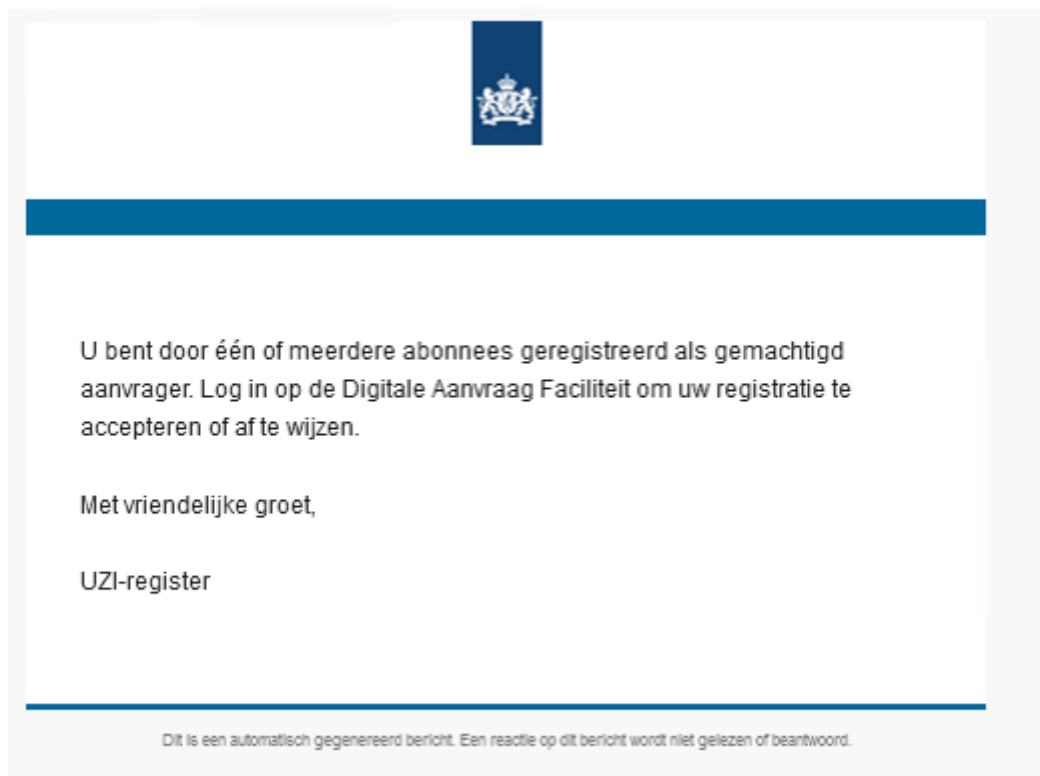 U bent door één of meerdere abonnees geregistreerd als gemachtigd
aanvrager. Log in op de Digitale Aanvraag Faciliteit om uw registratie te
accepteren of af te wijzen.
Met vriendelijke groet,
UZI-register
Dit is een automatisch gegenereerd bericht. Een reactie op dit bericht wordt niet gelezen of beantwoord.